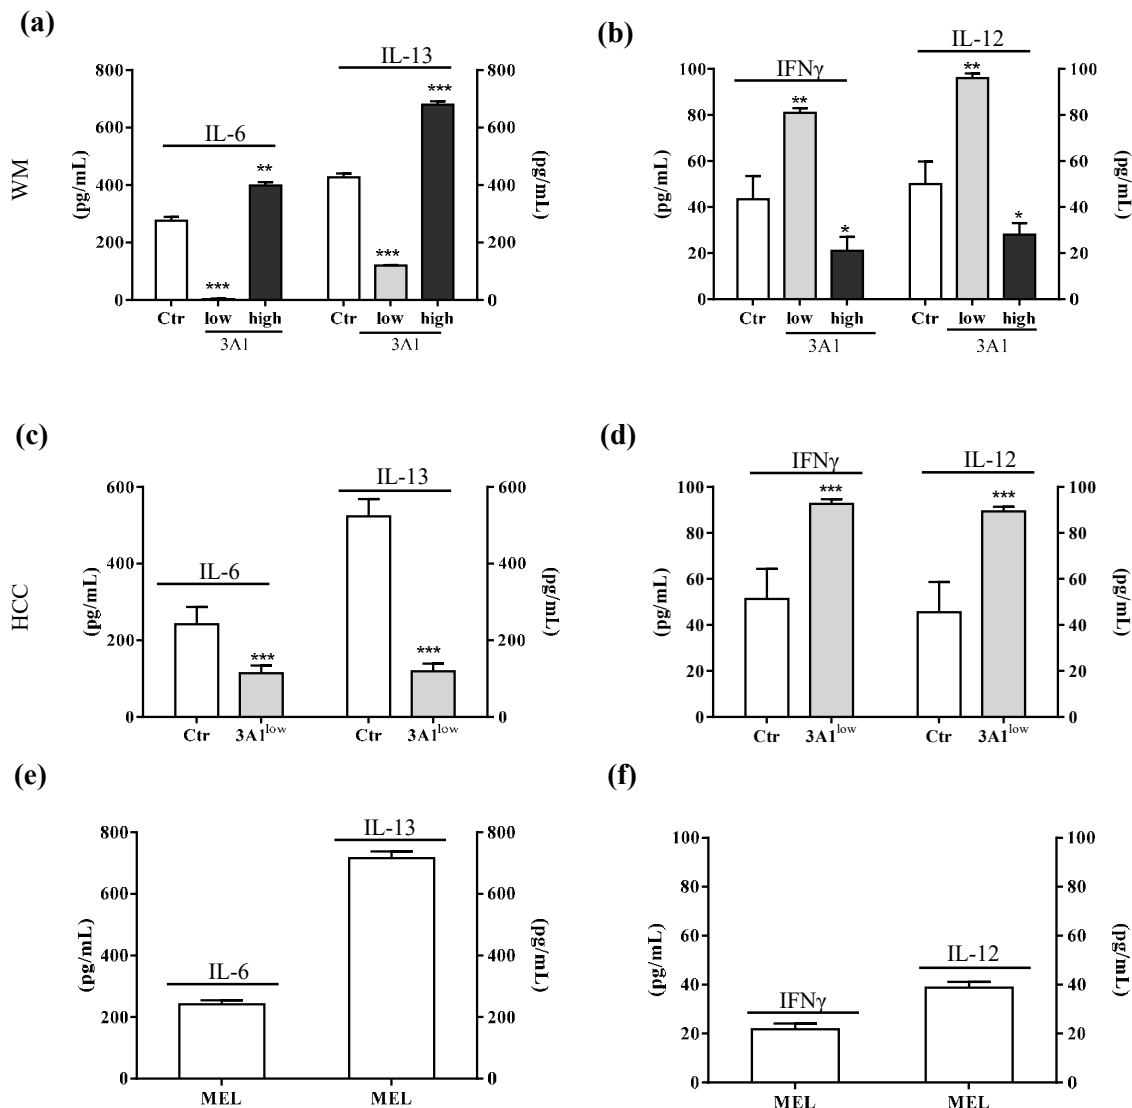 (a)
IL-6
IL-13
***
**
***
***
800
600
400
200
0
(pg/mL)
800
600
400
200
0
(pg/mL)
WM
Ctr low high Ctr low high
3A1 3A1
(b)
IFNγ
IL-12
**
*
**
*
100
80
60
40
20
0
(pg/mL)
100
80
60
40
20
0
(pg/mL)
Ctr low high Ctr low high
3A1 3A1
(c)
IL-6
IL-13
***
***
600
400
200
0
(pg/mL)
600
400
200
0
(pg/mL)
HCC
Ctr 3A1low Ctr 3A1low
(d)
IFNγ
IL-12
***
***
100
80
60
40
20
0
(pg/mL)
100
80
60
40
20
0
(pg/mL)
Ctr 3A1low Ctr 3A1low
(e)
IL-6
IL-13
800
600
400
200
0
(pg/mL)
800
600
400
200
0
(pg/mL)
MEL MEL
(f)
IFNγ
IL-12
100
80
60
40
20
0
(pg/mL)
100
80
60
40
20
0
(pg/mL)
MEL MEL